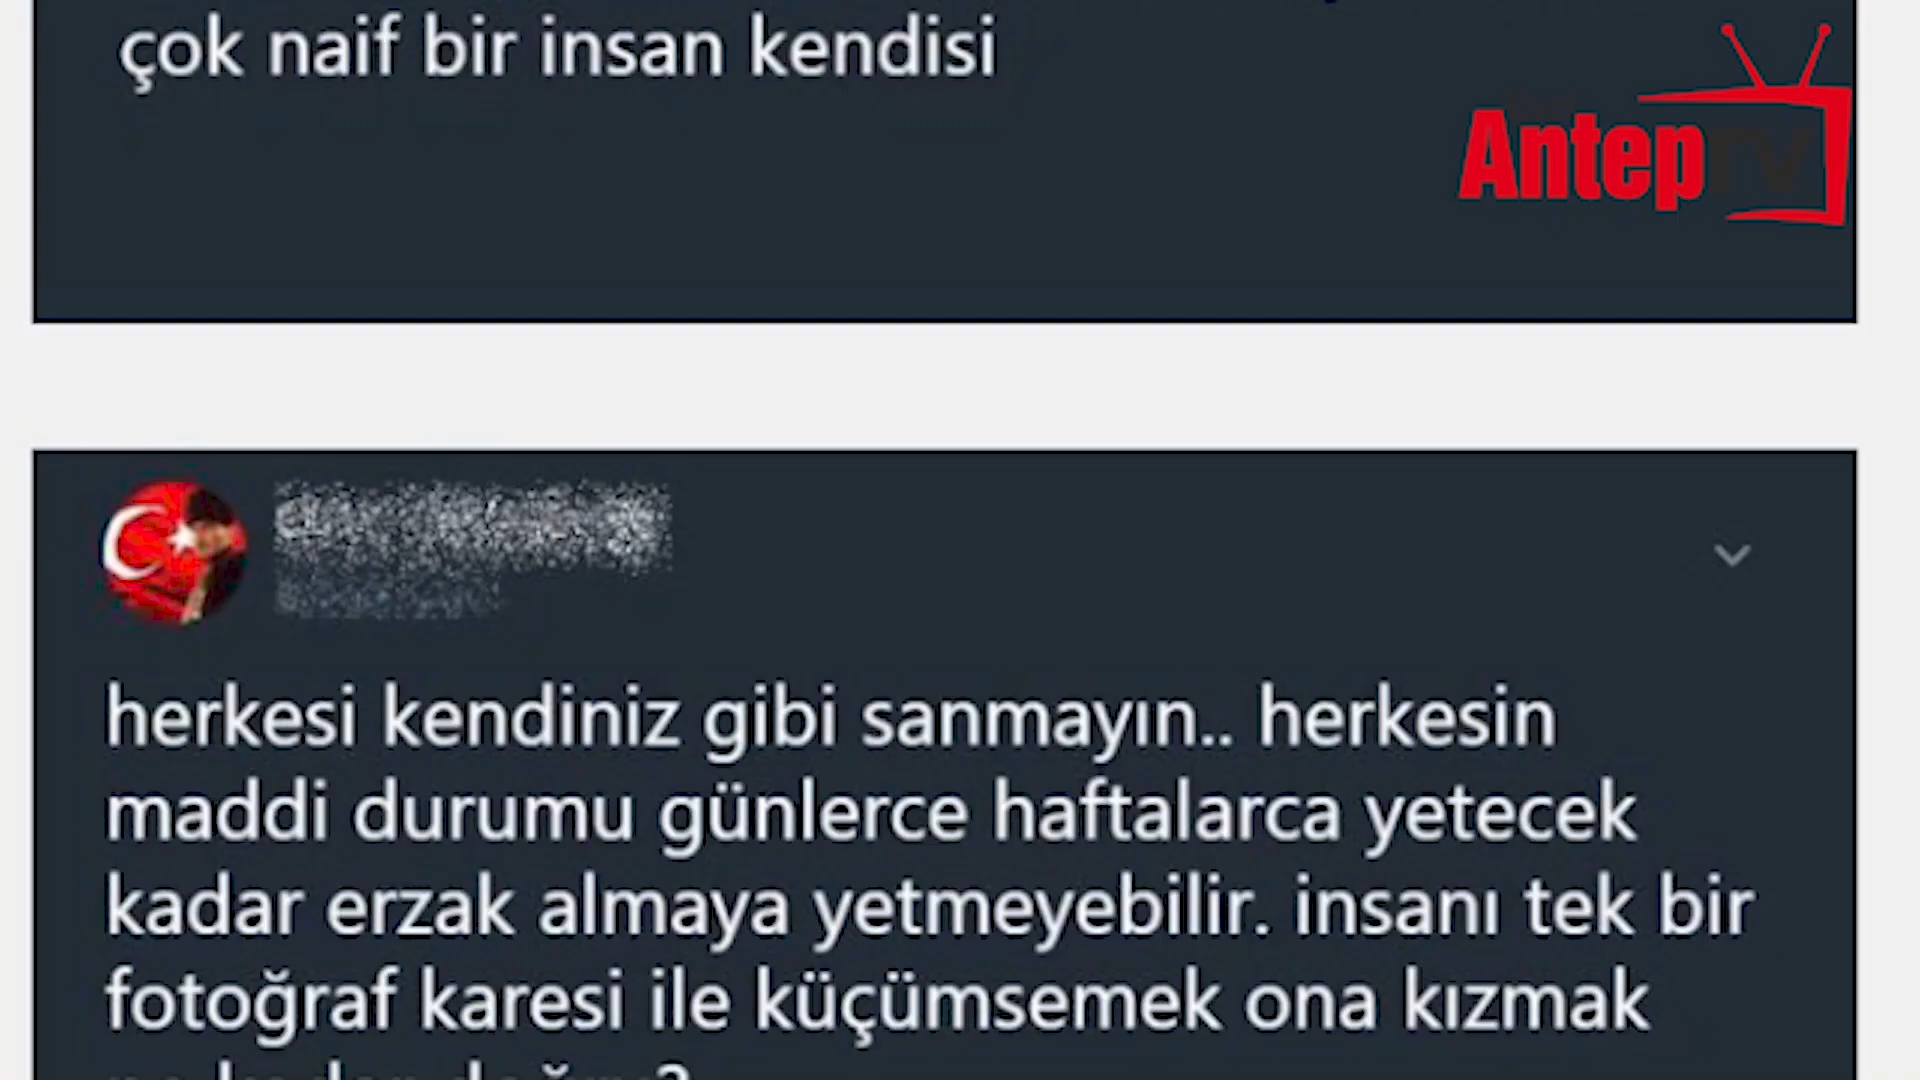 çok naif bir insan kendisi
AntepTV
herkesi kendiniz gibi sanmayın.. herkesin
maddi durumu günlerce haftalarca yetecek
kadar erzak almaya yetmeyebilir. insanı tek bir
fotoğraf karesi ile küçümsemek ona kızmak